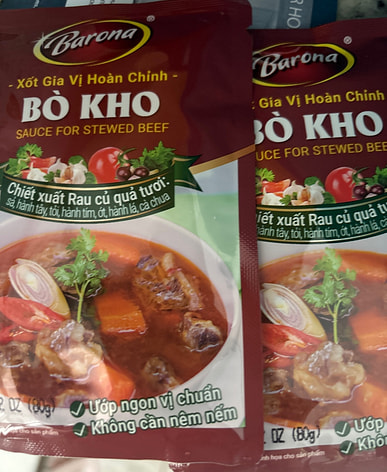 Barona
- Xốt Gia Vị Hoàn Chỉnh -
BÒ KHO
SAUCE FOR STEWED BEEF
Chiết xuất Rau củ quả tươi:
sả, hành tây, tỏi, hành tím, ớt, hành lá, cà chua
OZ (80g)
Ướp ngon vị chuẩn
Không cần nêm nếm
Barona
Gia Vị Hoàn Chỉnh
BÒ KHO
UCE FOR STEWED BEEF
iết xuất Rau củ quả tươi:
hành tây, tỏi, hành tím, ớt, hành lá, cà chua
OZ (80g)
Ướp
Không